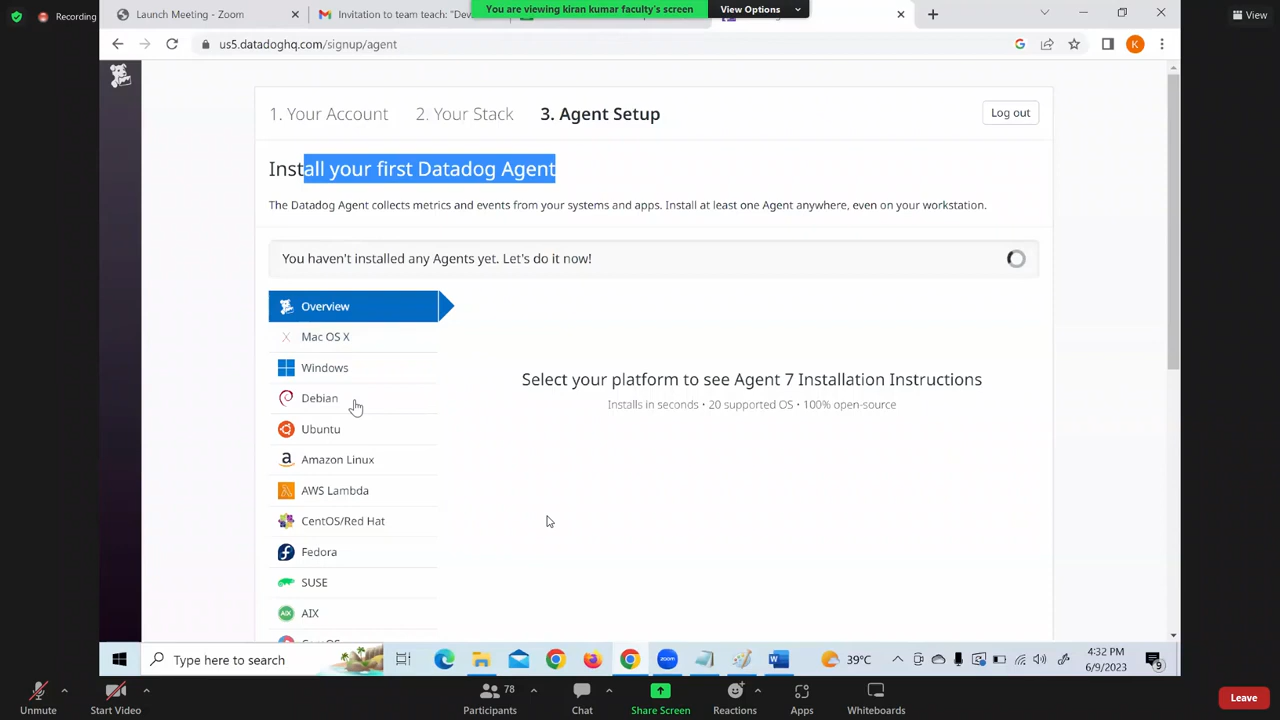 Recording
Launch Meeting - Zoom
Invitation to team teach: "Dev
You are viewing kiran kumar faculty's screen
View Options
View
us5.datadoghq.com/signup/agent
K
1. Your Account
2. Your Stack
3. Agent Setup
Log out
Install your first Datadog Agent
The Datadog Agent collects metrics and events from your systems and apps. Install at least one Agent anywhere, even on your workstation.
You haven't installed any Agents yet. Let's do it now!
Overview
Mac OS X
Windows
Debian
Ubuntu
Amazon Linux
AWS Lambda
CentOS/Red Hat
Fedora
SUSE
AIX
Select your platform to see Agent 7 Installation Instructions
Installs in seconds • 20 supported OS • 100% open-source
Type here to search
39°C
4:32 PM
6/9/2023
9
Unmute
Start Video
Participants
78
Chat
Share Screen
Reactions
Apps
Whiteboards
Leave